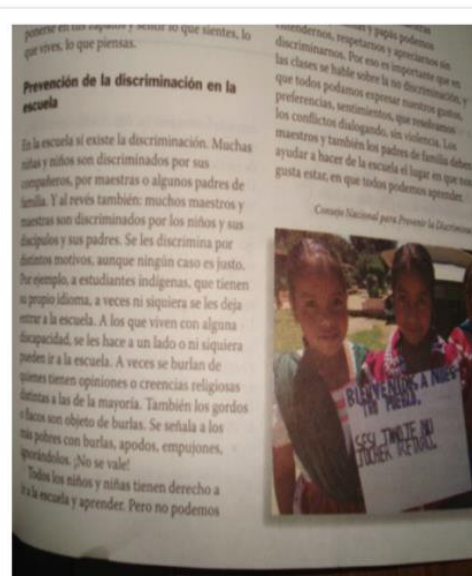 ponerse en tus zapatos y sentir lo que sientes, lo
que vives, lo que piensas.
Prevención de la discriminación en la
escuela
En la escuela sí existe la discriminación. Muchas
niñas y niños son discriminados por sus
compañeros, por maestras o algunos padres de
familia. Y al revés también: muchos maestros y
maestras son discriminados por los niños y sus
discípulos y sus padres. Se les discrimina por
distintos motivos, aunque ningún caso es justo.
Por ejemplo, a estudiantes indígenas, que tienen
su propio idioma, a veces ni siquiera se les deja
entrar a la escuela. A los que viven con alguna
discapacidad, se les hace a un lado o ni siquiera
pueden ir a la escuela. A veces se burlan de
quienes tienen opiniones o creencias religiosas
distintas a las de la mayoría. También los gordos
o flacos son objeto de burlas. Se señala a los
más pobres con burlas, apodos, empujones,
ignorándolos. ¡No se vale!
Todos los niños y niñas tienen derecho a
ir a la escuela y aprender. Pero no podemos
y papás podemos
entendernos, respetarnos y apreciarnos sin
discriminarnos. Por eso es importante que en
las clases se hable sobre la no discriminación, y
que todos podamos expresar nuestros gustos,
preferencias, sentimientos, que resolvamos
los conflictos dialogando, sin violencia. Los
maestros y también los padres de familia deben
ayudar a hacer de la escuela el lugar en que nos
gusta estar, en que todos podemos aprender.
Consejo Nacional para Prevenir la Discriminac
BIENVENIDOS A NUES-
TRO PUEBLO.